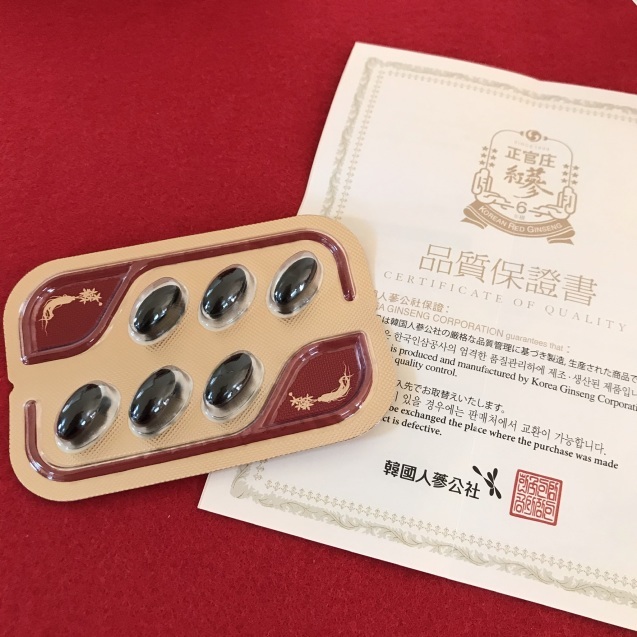 正官庄
紅蔘
6
KOREAN RED GINSENG
品質保證書
CERTIFICATE OF QUALITY
人蔘公社保證 :
GINSENG CORPORATION guarantees that :
は韓国人蔘公社の厳格な品質管理に基づき製造, 生産された商品で
은 한국인삼공사의 엄격한 품질관리하에 제조·생산된 제품입니
is produced and manufactured by Korea Ginseng Corporat
quality control.
入先でお取替えいたします。
이 있을 경우에는 판매처에서 교환이 가능합니다.
be exchanged the place where the purchase was made
ct is defective.
韓國人蔘公社
蔘
蔘